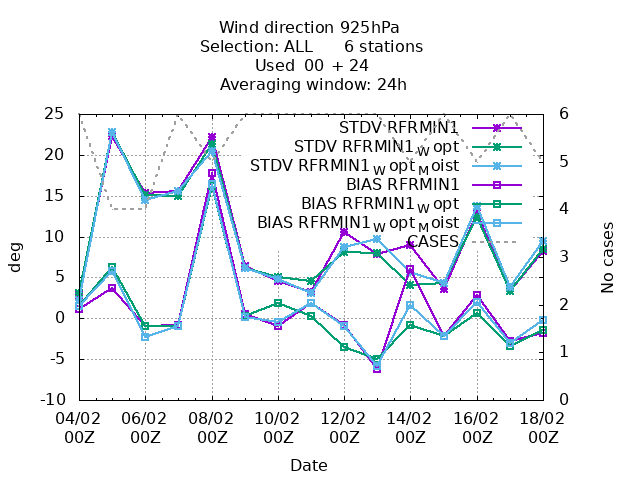 Wind direction 925hPa
Selection: ALL 6 stations
Used 00 + 24
Averaging window: 24h
25 6
STDV RFRMIN1
STDV RFRMIN1_W opt
20 5
STDV RFRMIN1_W opt_M oist
BIAS RFRMIN1
15 4
BIAS RFRMIN1_W opt
BIAS RFRMIN1_W opt_M oist
10
CASES
3
deg
No cases
5
2
0
1
-5
-10 0
04/02 06/02 08/02 10/02 12/02 14/02 16/02 18/02
00Z 00Z 00Z 00Z 00Z 00Z 00Z 00Z
Date